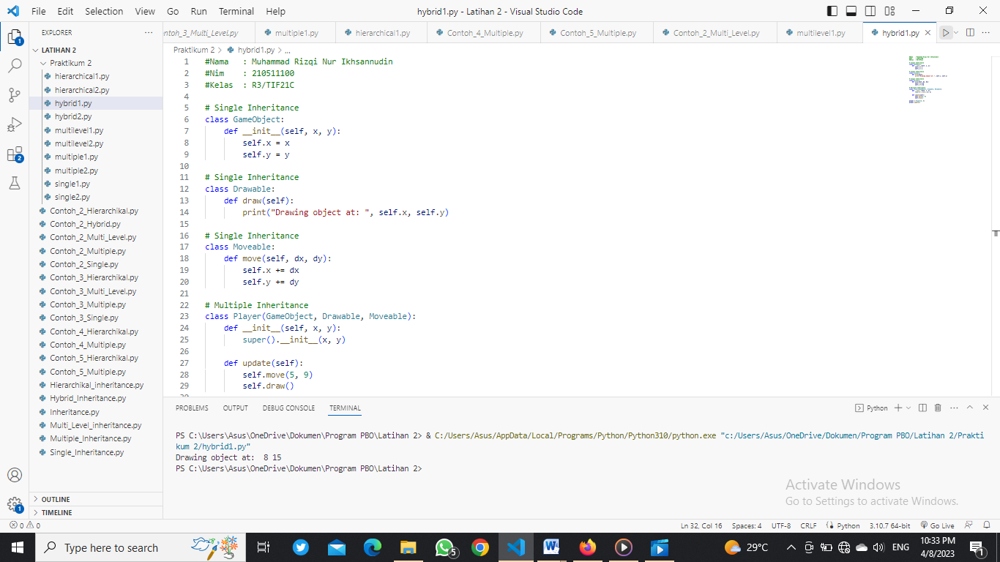 File Edit Selection View Go Run Terminal Help
hybrid1.py - Latihan 2 - Visual Studio Code
EXPLORER
LATIHAN 2
Praktikum 2
hierarchical1.py
hierarchical2.py
hybrid1.py
hybrid2.py
multilevel1.py
multilevel2.py
multiple1.py
multiple2.py
single1.py
single2.py
Contoh_2_Hierarchikal.py
Contoh_2_Hybrid.py
Contoh_2_Multi_Level.py
Contoh_2_Multiple.py
Contoh_2_Single.py
Contoh_3_Hierarchikal.py
Contoh_3_Multi_Level.py
Contoh_3_Multiple.py
Contoh_3_Single.py
Contoh_4_Hierarchikal.py
Contoh_4_Multiple.py
Contoh_5_Hierarchikal.py
Contoh_5_Multiple.py
Hierarchikal_inheritance.py
Hybrid_Inheritance.py
Inheritance.py
Multi_Level_inheritance.py
Multiple_Inheritance.py
Single_Inheritance.py
OUTLINE
TIMELINE
1
2
2
1
ontoh_3_Multi_Level.py multiple1.py hierarchical1.py Contoh_4_Multiple.py Contoh_5_Multiple.py Contoh_2_Multi_Level.py multilevel1.py hybrid1.py
Praktikum 2 > hybrid1.py > ...
1 #Nama   : Muhammad Rizqi Nur Ikhsannudin
2 #Nim    : 210511100
3 #Kelas  : R3/TIF21C
4
5 # Single Inheritance
6 class GameObject:
7     def __init__(self, x, y):
8         self.x = x
9         self.y = y
10
11 # Single Inheritance
12 class Drawable:
13     def draw(self):
14         print("Drawing object at: ", self.x, self.y)
15
16 # Single Inheritance
17 class Moveable:
18     def move(self, dx, dy):
19         self.x += dx
20         self.y += dy
21
22 # Multiple Inheritance
23 class Player(GameObject, Drawable, Moveable):
24     def __init__(self, x, y):
25         super().__init__(x, y)
26
27     def update(self):
28         self.move(5, 9)
29         self.draw()
PROBLEMS OUTPUT DEBUG CONSOLE TERMINAL
Python
PS C:\Users\Asus\OneDrive\Dokumen\Program PBO\Latihan 2> & C:/Users/Asus/AppData/Local/Programs/Python/Python310/python.exe "c:/Users/Asus/OneDrive/Dokumen/Program PBO/Latihan 2/Prakti
kum 2/hybrid1.py"
Drawing object at:  8 15
PS C:\Users\Asus\OneDrive\Dokumen\Program PBO\Latihan 2>
Activate Windows
Go to Settings to activate Windows.
0 0 Ln 32, Col 16 Spaces: 4 UTF-8 CRLF Python 3.10.7 64-bit Go Live
Type here to search
5
29°C
ENG
10:33 PM
4/8/2023
1